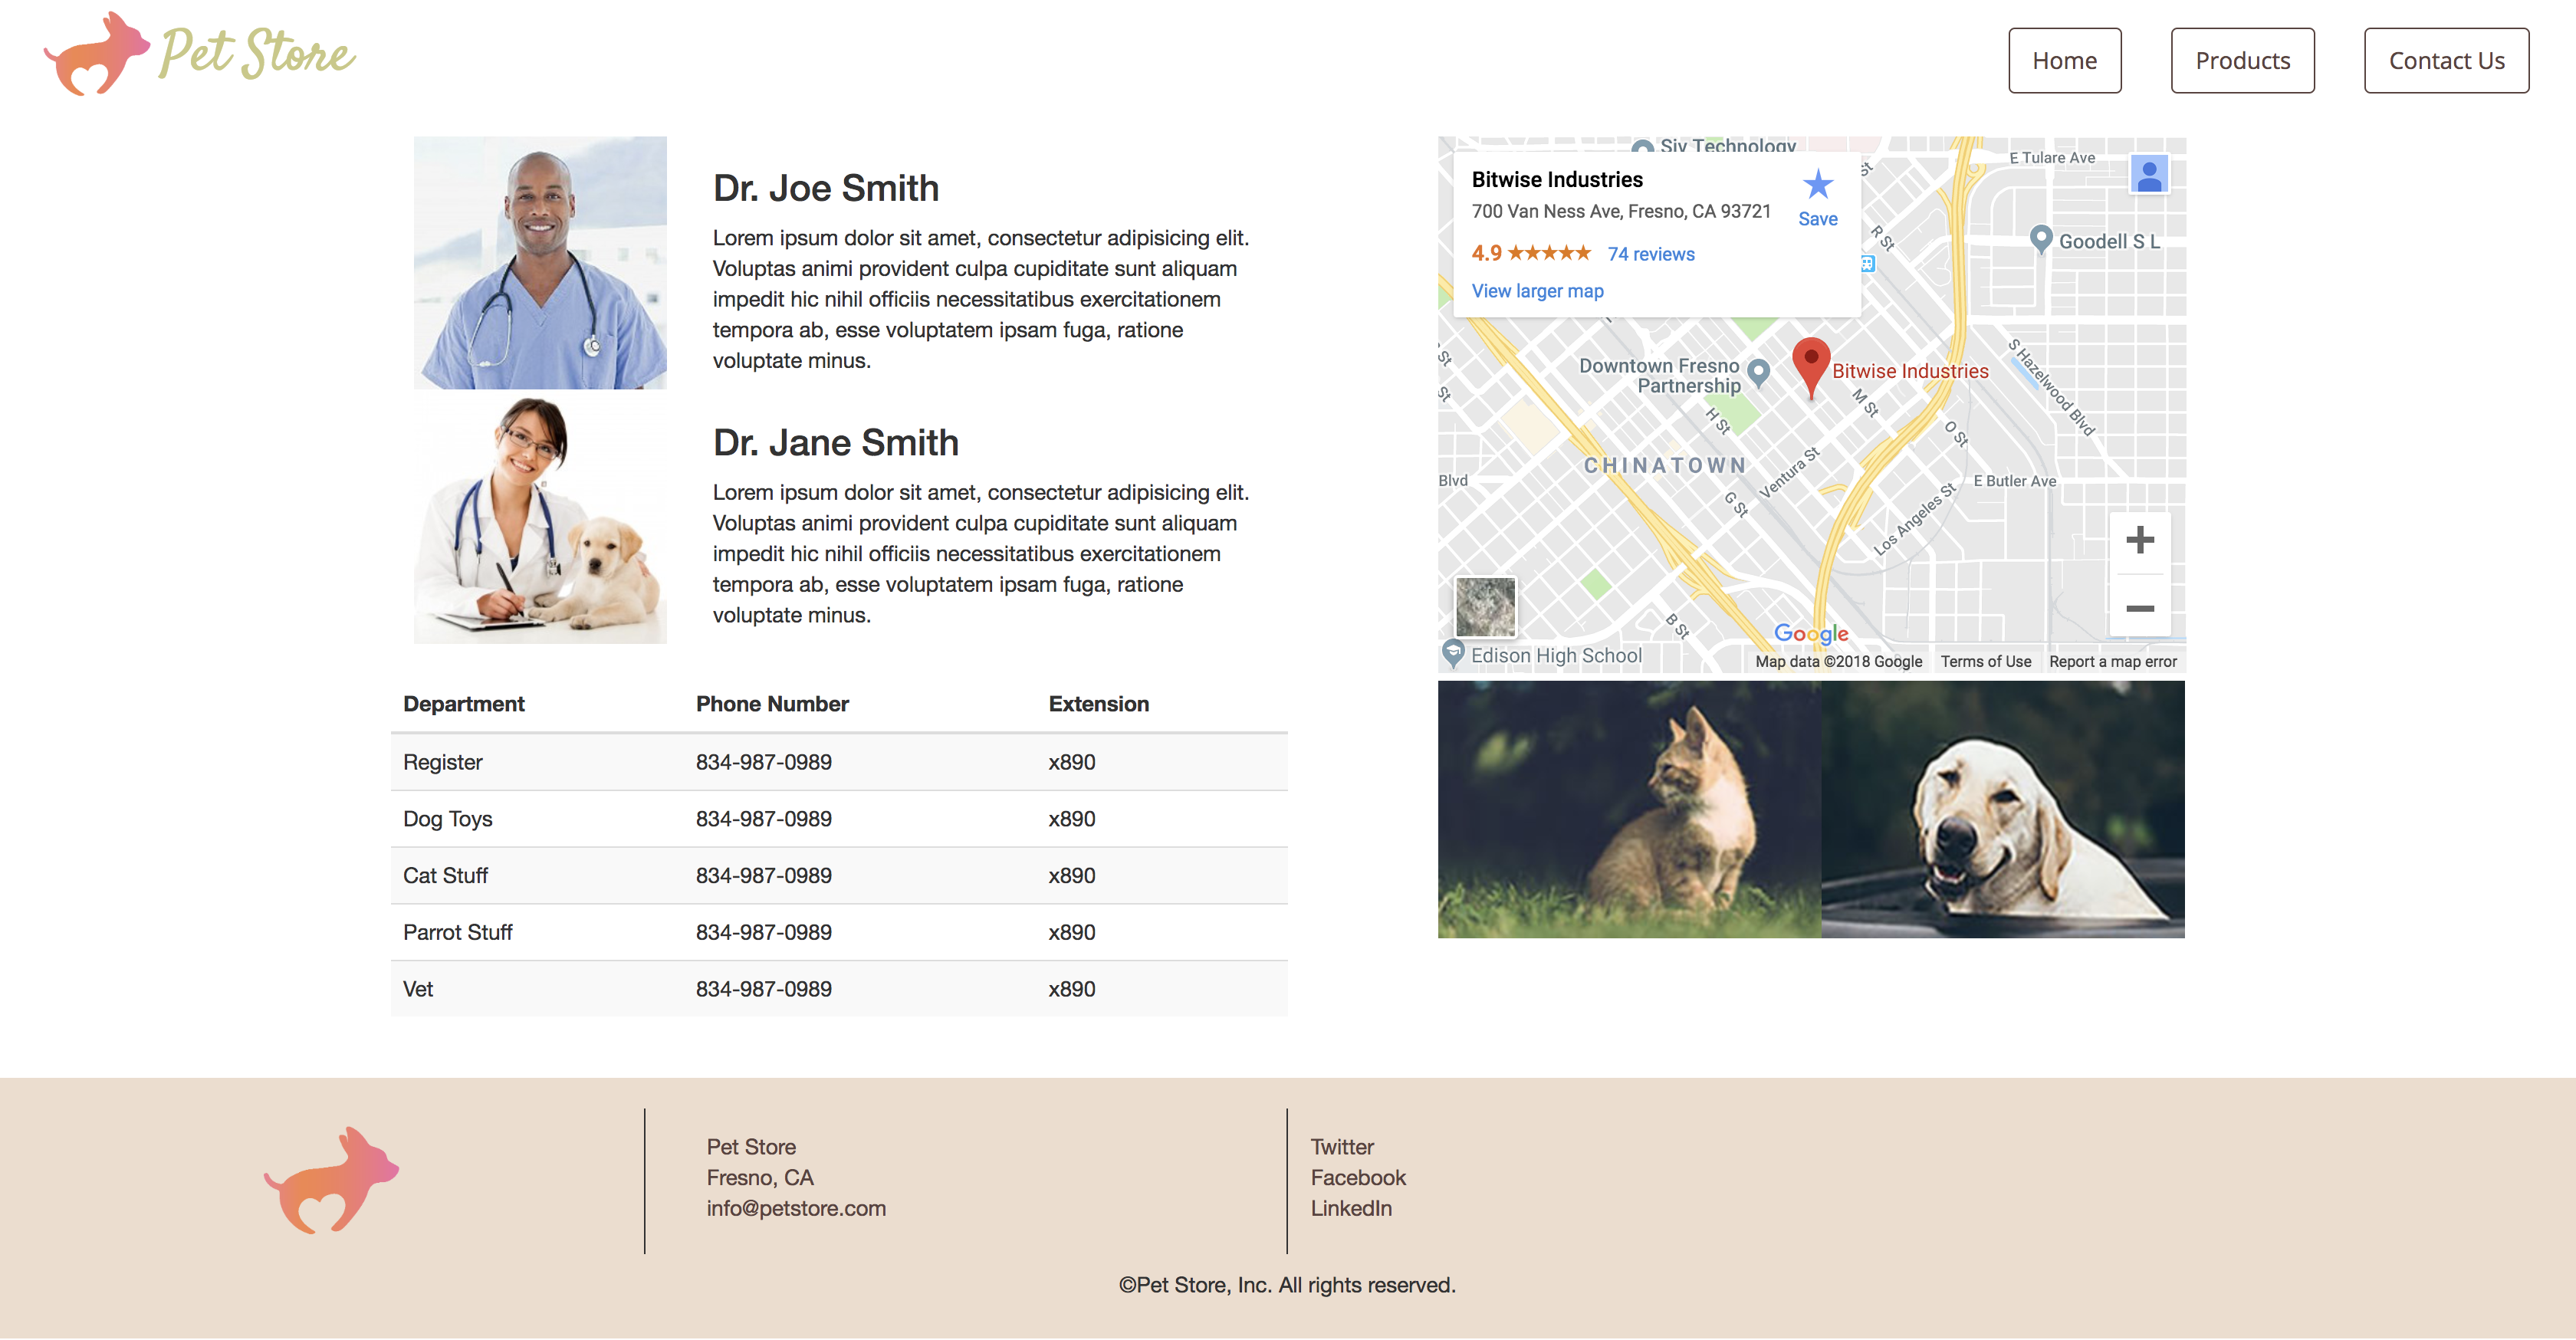 Pet Store
Home
Products
Contact Us
Dr. Joe Smith
Lorem ipsum dolor sit amet, consectetur adipisicing elit.
Voluptas animi provident culpa cupiditate sunt aliquam
impedit hic nihil officiis necessitatibus exercitationem
tempora ab, esse voluptatem ipsam fuga, ratione
voluptate minus.
Dr. Jane Smith
Lorem ipsum dolor sit amet, consectetur adipisicing elit.
Voluptas animi provident culpa cupiditate sunt aliquam
impedit hic nihil officiis necessitatibus exercitationem
tempora ab, esse voluptatem ipsam fuga, ratione
voluptate minus.
Department Phone Number Extension
Register 834-987-0989 x890
Dog Toys 834-987-0989 x890
Cat Stuff 834-987-0989 x890
Parrot Stuff 834-987-0989 x890
Vet 834-987-0989 x890
Siv Technology
E Tulare Ave
Bitwise Industries
700 Van Ness Ave, Fresno, CA 93721
Save
4.9 ★★★★★ 74 reviews
View larger map
St
R St
Goodell S L
St
St
Downtown Fresno
Partnership
Bitwise Industries
S Hazelwood Blvd
M St
H St
O St
CHINATOWN
Ventura St
Blvd
E Butler Ave
G St
Los Angeles St
B St
Google
Edison High School
Map data ©2018 Google
Terms of Use
Report a map error
Pet Store
Fresno, CA
info@petstore.com
Twitter
Facebook
LinkedIn
©Pet Store, Inc. All rights reserved.